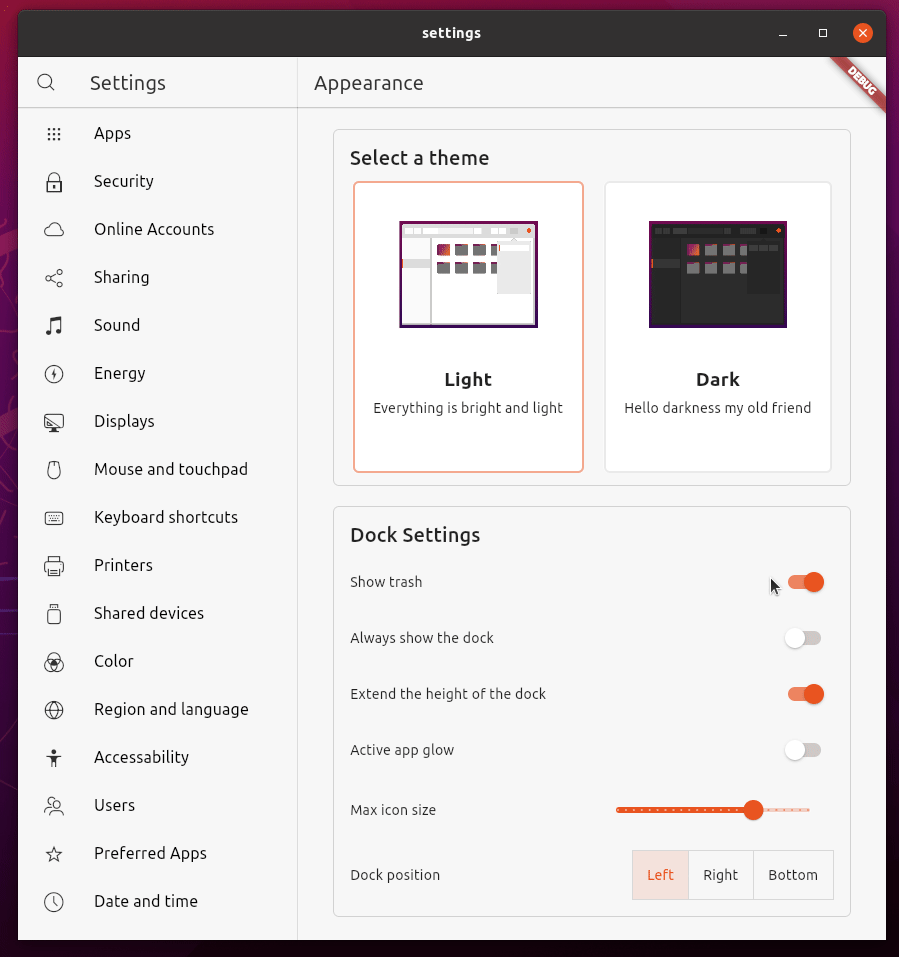 settings
Settings
Appearance
DEBUG
Apps
Security
Online Accounts
Sharing
Sound
Energy
Displays
Mouse and touchpad
Keyboard shortcuts
Printers
Shared devices
Color
Region and language
Accessability
Users
Preferred Apps
Date and time
Select a theme
Light
Everything is bright and light
Dark
Hello darkness my old friend
Dock Settings
Show trash
Always show the dock
Extend the height of the dock
Active app glow
Max icon size
Dock position
Left
Right
Bottom